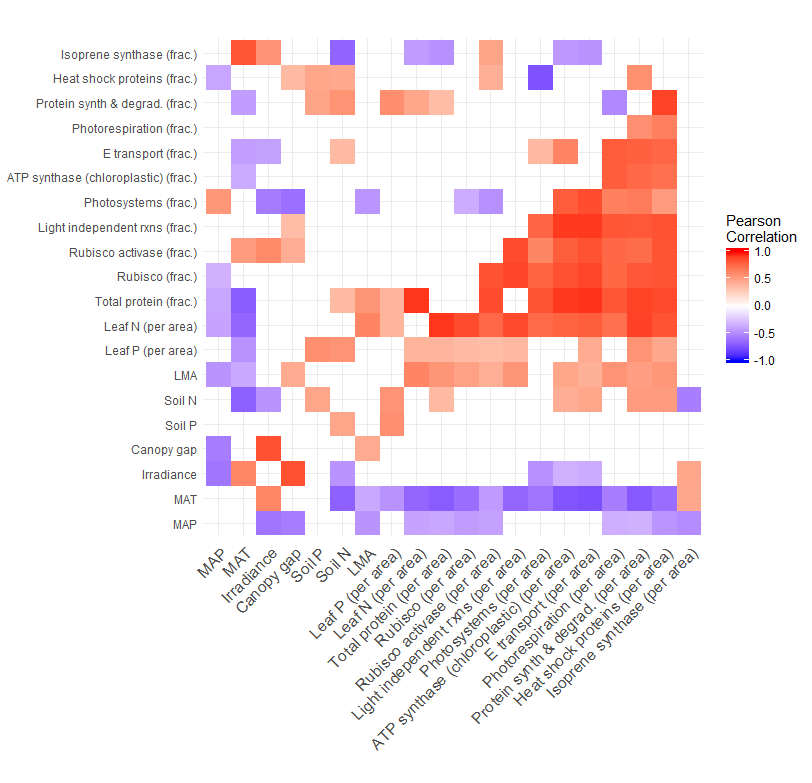 Isoprene synthase (frac.)
Heat shock proteins (frac.)
Protein synth & degrad. (frac.)
Photorespiration (frac.)
E transport (frac.)
ATP synthase (chloroplastic) (frac.)
Photosystems (frac.)
Light independent rxns (frac.)
Rubisco activase (frac.)
Rubisco (frac.)
Total protein (frac.)
Leaf N (per area)
Leaf P (per area)
LMA
Soil N
Soil P
Canopy gap
Irradiance
MAT
MAP
MAP
MAT
Irradiance
Canopy gap
Soil P
Soil N
LMA
Leaf P (per area)
Leaf N (per area)
Total protein (per area)
Rubisco (per area)
Rubisco activase (per area)
Light independent rxns (per area)
Photosystems (per area)
ATP synthase (chloroplastic) (per area)
E transport (per area)
Photorespiration (per area)
Protein synth & degrad. (per area)
Heat shock proteins (per area)
Isoprene synthase (per area)
Pearson
Correlation
1.0
0.5
0.0
-0.5
-1.0